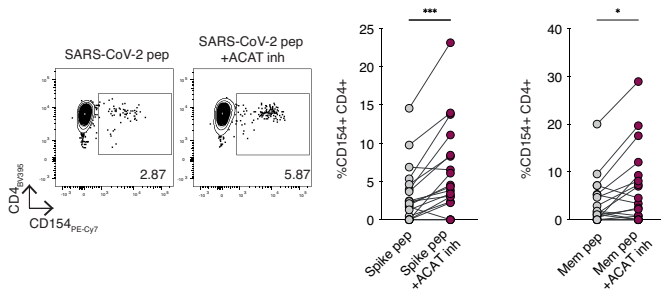 SARS-CoV-2 pep
SARS-CoV-2 pep
+ACAT inh
2.87
5.87
CD4BV395
CD154PE-Cy7
***
%CD154+ CD4+
25
20
15
10
5
0
Spike pep
Spike pep
+ACAT inh
*
%CD154+ CD4+
40
30
20
10
0
Mem pep
Mem pep
+ACAT inh